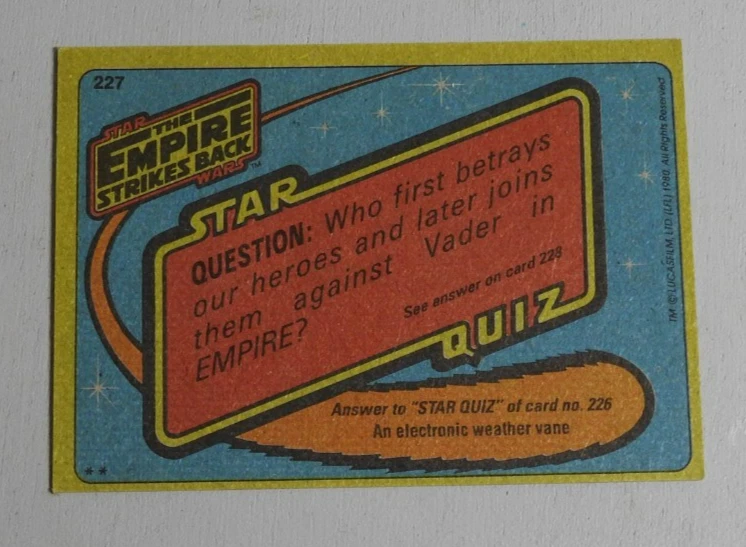 227
STAR
THE
EMPIRE
STRIKES BACK
WARS™
STAR
QUESTION: Who first betrays
our heroes and later joins
them against Vader in
EMPIRE?
See answer on card 228
QUIZ
Answer to "STAR QUIZ" of card no. 226
An electronic weather vane
TM: © LUCASFILM, LTD. (LFL) 1980. All Rights Reserved
**